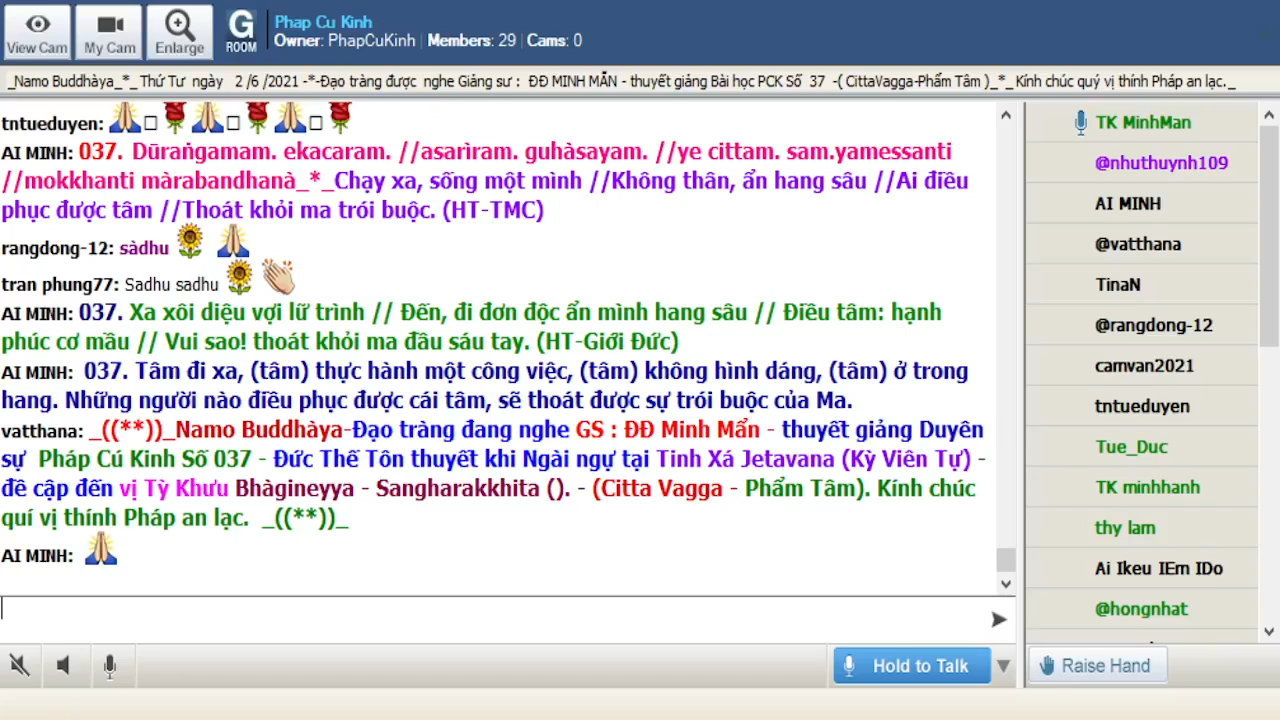 View Cam
My Cam
Enlarge
G
ROOM
Phap Cu Kinh
Owner: PhapCuKinh | Members: 29 | Cams: 0
_Namo Buddhàya_*_ Thứ Tư ngày 2 /6 /2021 -*-Đạo tràng được nghe Giảng sư : ĐĐ MINH MẪN - thuyết giảng Bài học PCK Số 37 -( CittaVagga-Phẩm Tâm )_*_Kính chúc quý vị thính Pháp an lạc._
tntueduyen:
AI MINH: 037. Dūraṅgamam. ekacaram. //asarìram. guhàsayam. //ye cittam. sam.yamessanti
//mokkhanti màrabandhanà_*_Chạy xa, sống một mình //Không thân, ẩn hang sâu //Ai điều
phục được tâm //Thoát khỏi ma trói buộc. (HT-TMC)
rangdong-12: sàdhu
tran phung77: Sadhu sadhu
AI MINH: 037. Xa xôi diệu vợi lữ trình // Đến, đi đơn độc ẩn mình hang sâu // Điều tâm: hạnh
phúc cơ mầu // Vui sao! thoát khỏi ma đầu sáu tay. (HT-Giới Đức)
AI MINH: 037. Tâm đi xa, (tâm) thực hành một công việc, (tâm) không hình dáng, (tâm) ở trong
hang. Những người nào điều phục được cái tâm, sẽ thoát được sự trói buộc của Ma.
vatthana: _((**))_Namo Buddhàya-Đạo tràng đang nghe GS : ĐĐ Minh Mẩn - thuyết giảng Duyên
sự Pháp Cú Kinh Số 037 - Đức Thế Tôn thuyết khi Ngài ngự tại Tinh Xá Jetavana (Kỳ Viên Tự) -
đề cập đến vị Tỳ Khưu Bhàgineyya - Sangharakkhita (). - (Citta Vagga - Phẩm Tâm). Kính chúc
quí vị thính Pháp an lạc. _((**))_
AI MINH:
TK MinhMan
@nhuthuynh109
AI MINH
@vatthana
TinaN
@rangdong-12
camvan2021
tntueduyen
Tue_Duc
TK minhhanh
thy lam
Ai Ikeu IEm IDo
@hongnhat
Hold to Talk
Raise Hand